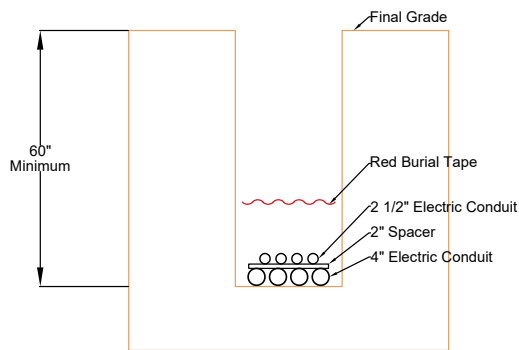 Final Grade
60"
Minimum
Red Burial Tape
2 1/2" Electric Conduit
2" Spacer
4" Electric Conduit